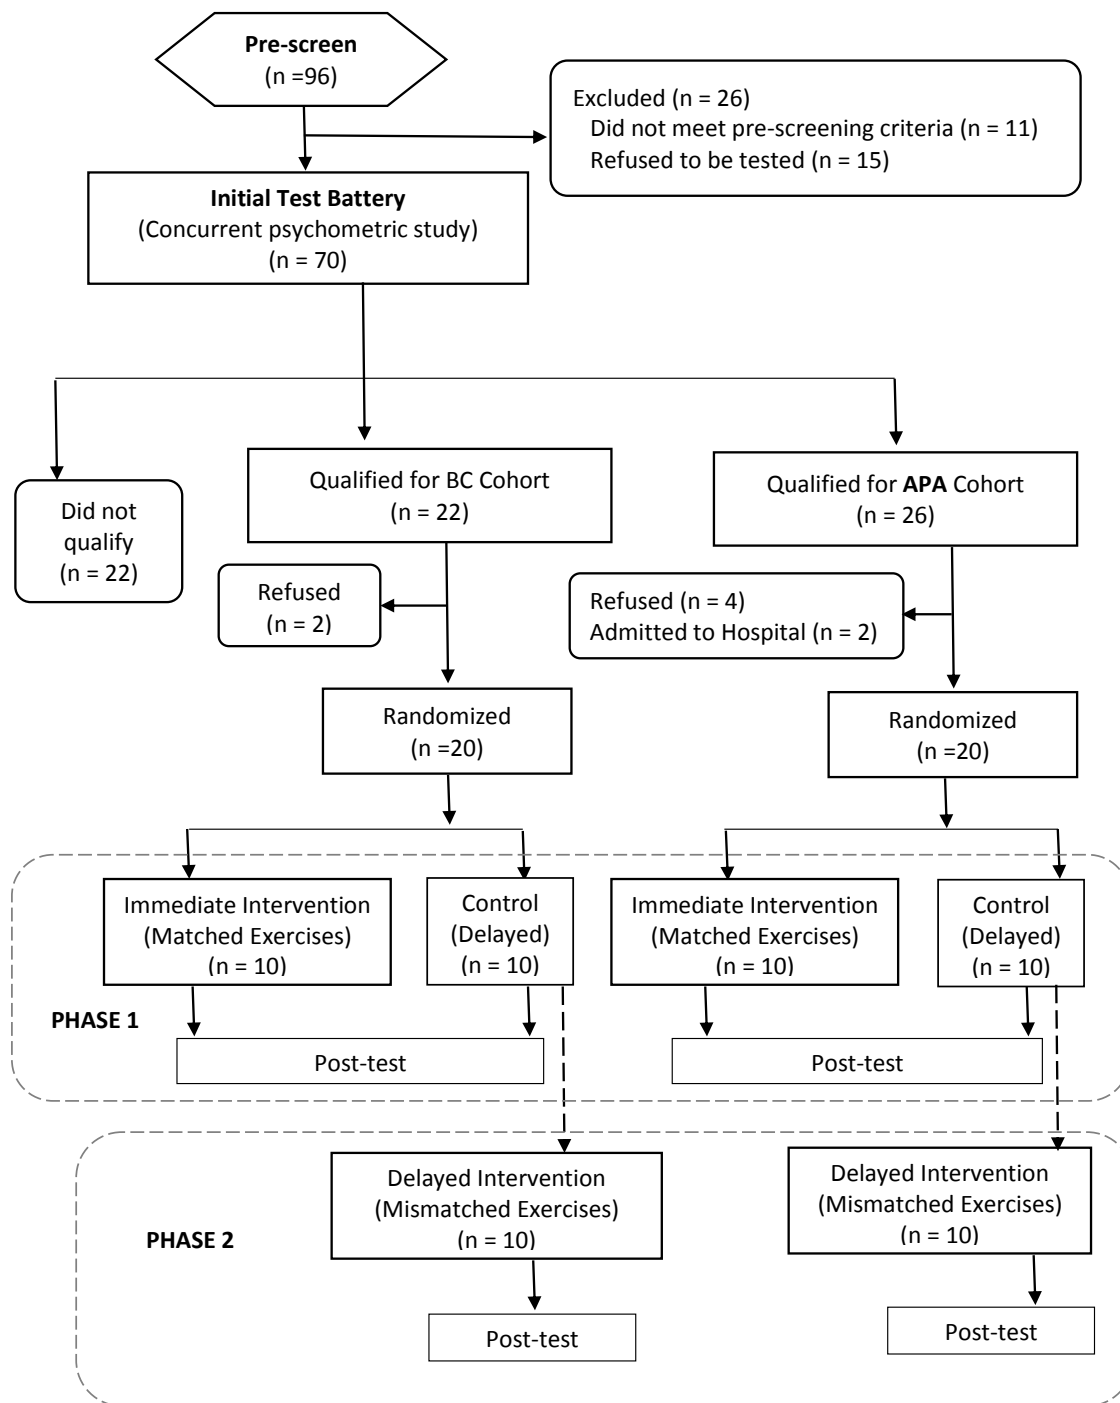 Pre-screen
(n =96)
Excluded (n = 26)
Did not meet pre-screening criteria (n = 11)
Refused to be tested (n = 15)
Initial Test Battery
(Concurrent psychometric study)
(n = 70)
Did not
qualify
(n = 22)
Qualified for BC Cohort
(n = 22)
Qualified for APA Cohort
(n = 26)
Refused
(n = 2)
Refused (n = 4)
Admitted to Hospital (n = 2)
Randomized
(n =20)
Randomized
(n =20)
Immediate Intervention
(Matched Exercises)
(n = 10)
Control
(Delayed)
(n = 10)
Immediate Intervention
(Matched Exercises)
(n = 10)
Control
(Delayed)
(n = 10)
PHASE 1
Post-test
Post-test
Delayed Intervention
(Mismatched Exercises)
(n = 10)
Delayed Intervention
(Mismatched Exercises)
(n = 10)
PHASE 2
Post-test
Post-test